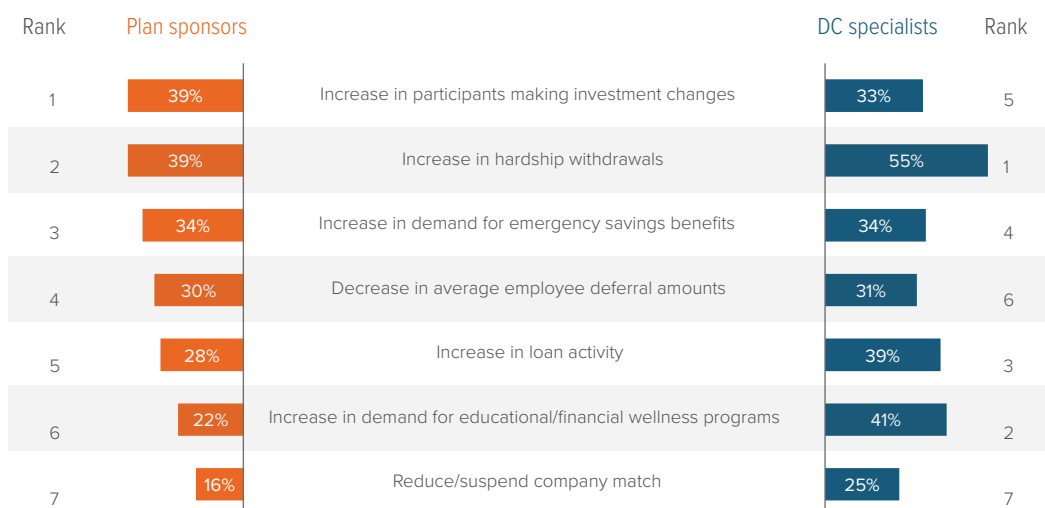 Rank Plan sponsors DC specialists Rank
1 39% Increase in participants making investment changes 33% 5
2 39% Increase in hardship withdrawals 55% 1
3 34% Increase in demand for emergency savings benefits 34% 4
4 30% Decrease in average employee deferral amounts 31% 6
5 28% Increase in loan activity 39% 3
6 22% Increase in demand for educational/financial wellness programs 41% 2
7 16% Reduce/suspend company match 25% 7